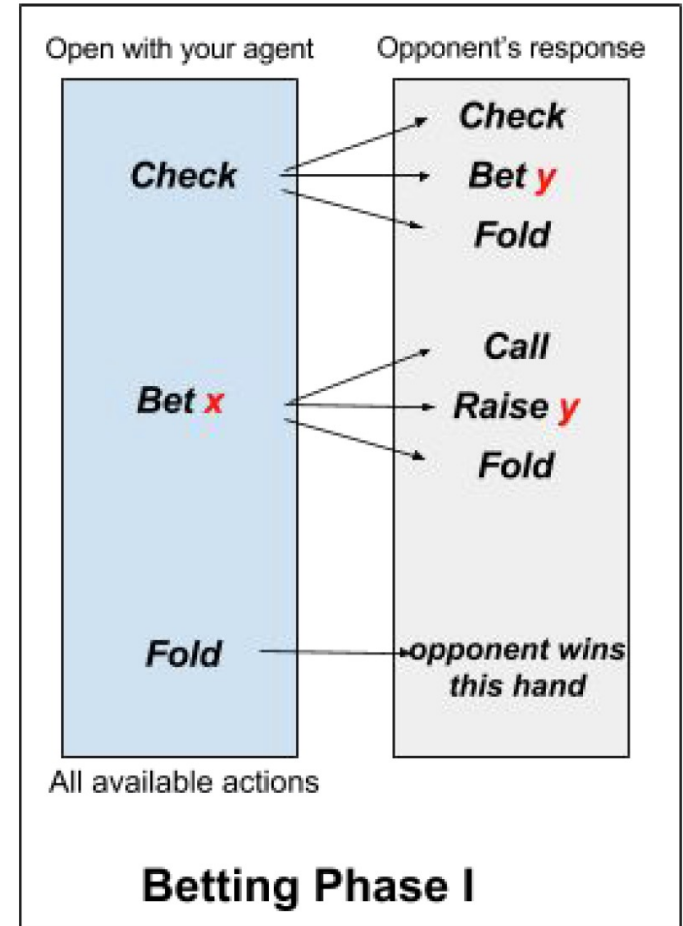 Open with your agent
Opponent's response
Check
Check
Bet y
Fold
Bet x
Call
Raise y
Fold
Fold
opponent wins
this hand
All available actions
Betting Phase I